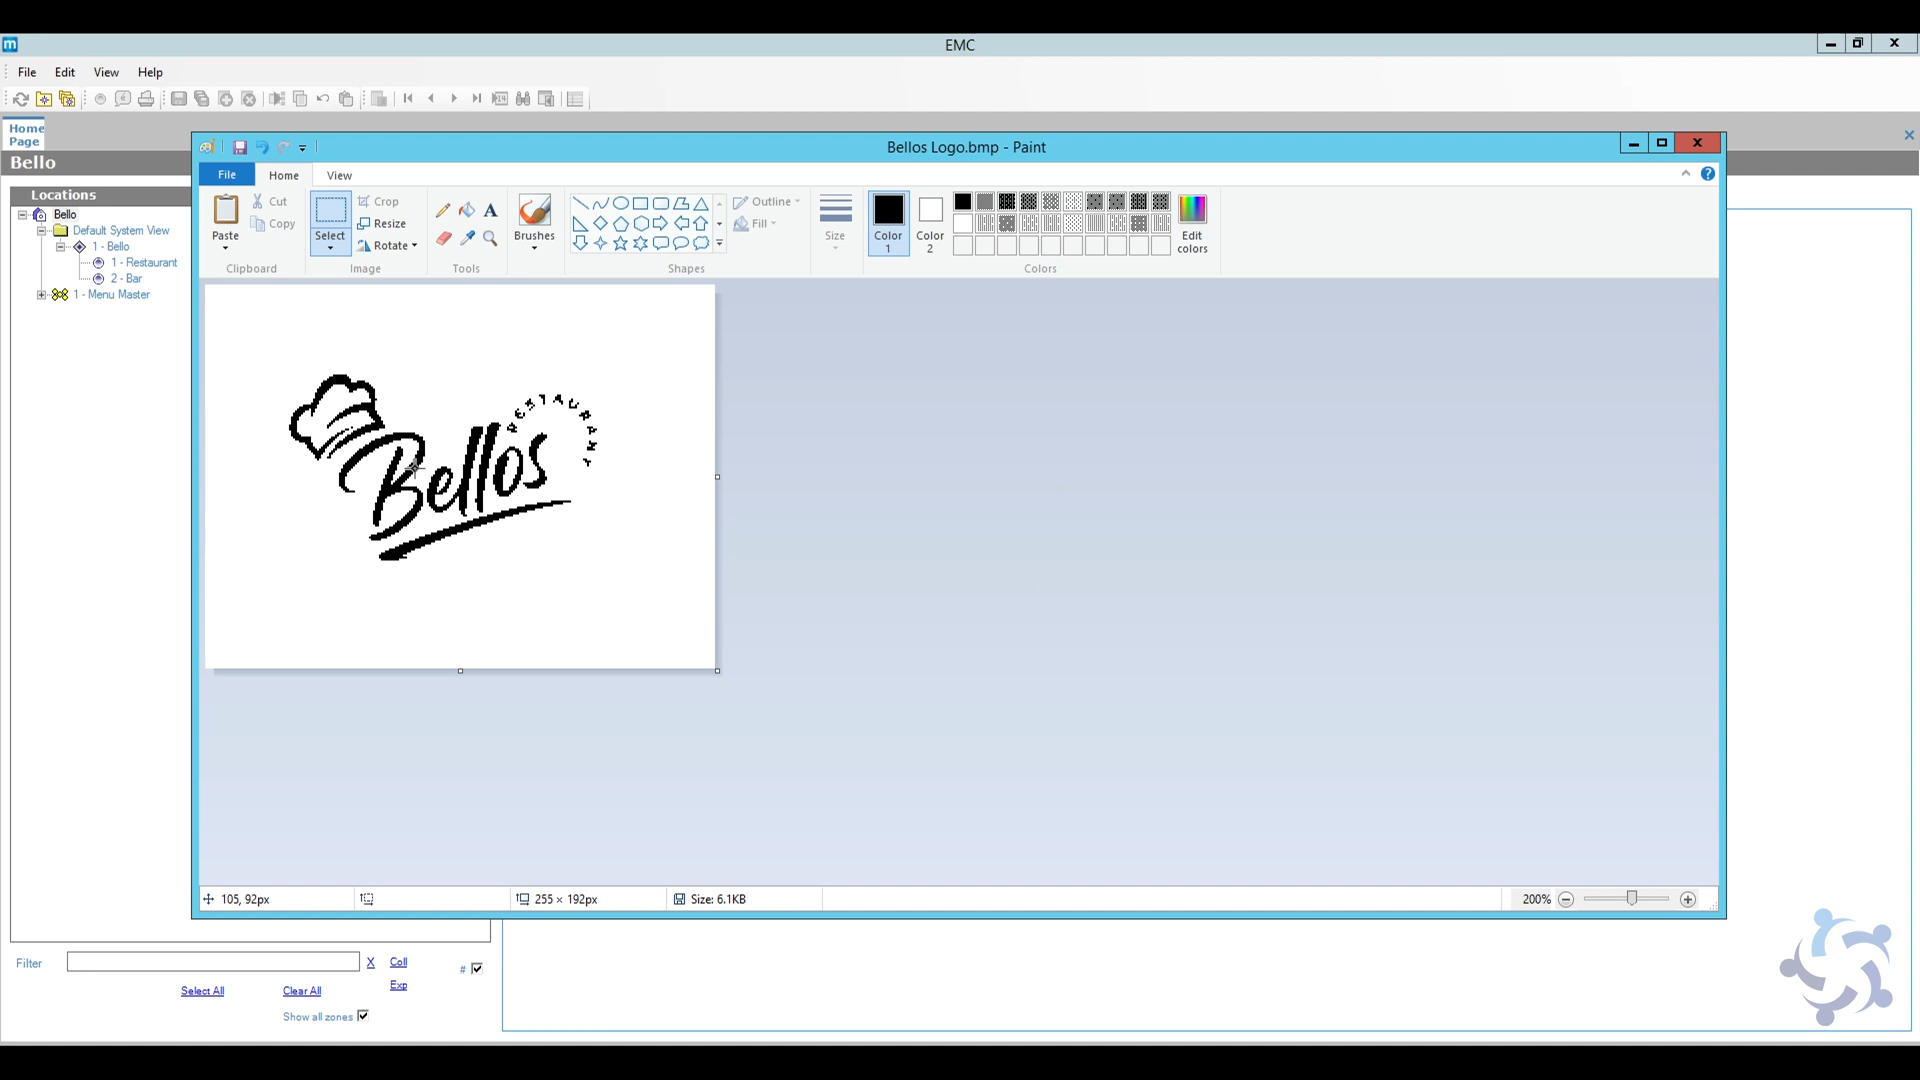 EMC
File Edit View Help
Home Page
Bello
Locations
Bello
Default System View
1 - Bello
1 - Restaurant
2 - Bar
1 - Menu Master
Bellos Logo.bmp - Paint
File Home View
Paste
Cut
Copy
Clipboard
Select
Crop
Resize
Rotate
Image
A
Tools
Brushes
Shapes
Outline
Fill
Size
Color 1
Color 2
Edit colors
Colors
RESTAURANT
Bellos
105, 92px
255 × 192px
Size: 6.1KB
200%
Filter
X
Coll
#
Exp
Select All
Clear All
Show all zones